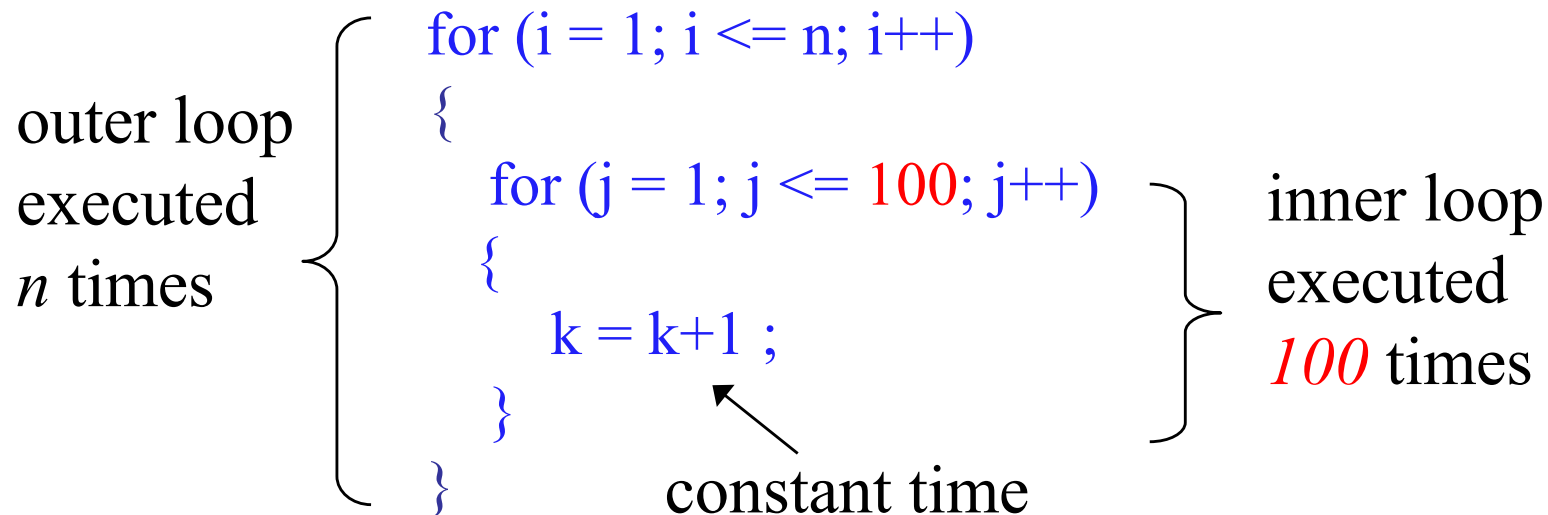 for (i = 1; i <= n; i++)
{
for (j = 1; j <= 100; j++)
{
k = k+1 ;
}
}
outer loop
executed
n times
inner loop
executed
100 times
constant time